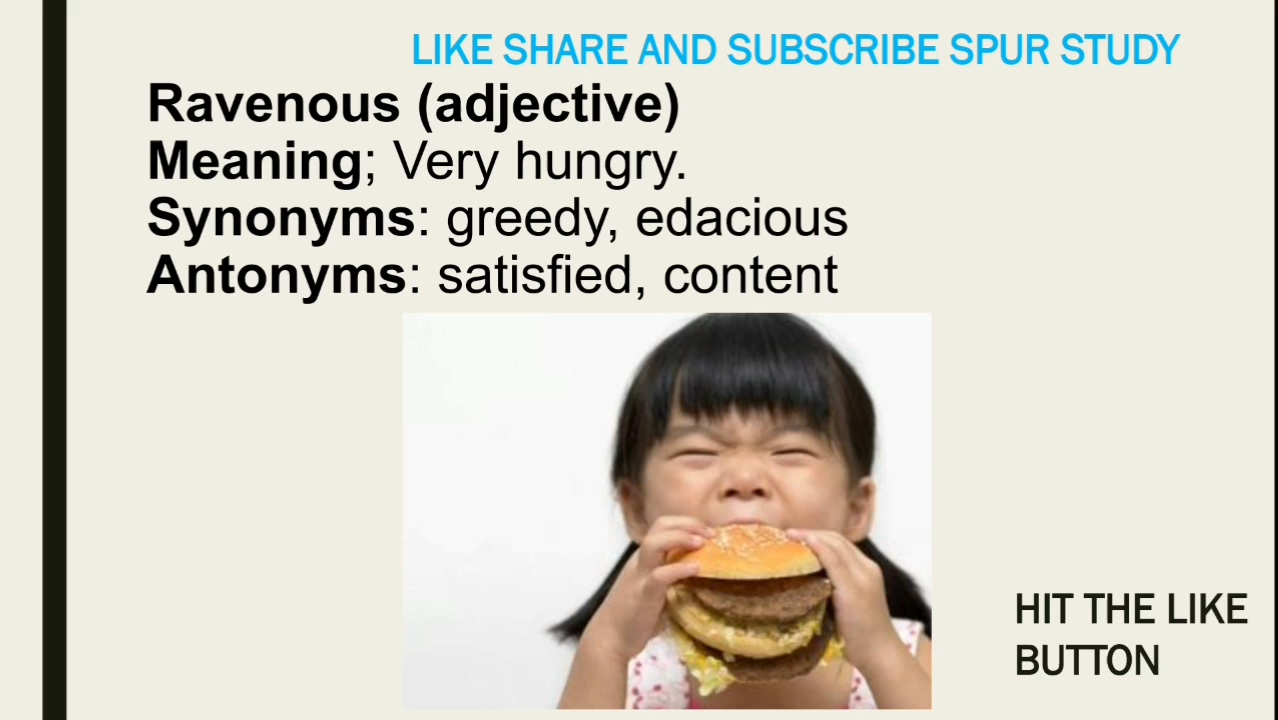 LIKE SHARE AND SUBSCRIBE SPUR STUDY
Ravenous (adjective)
Meaning; Very hungry.
Synonyms: greedy, edacious
Antonyms: satisfied, content
HIT THE LIKE
BUTTON